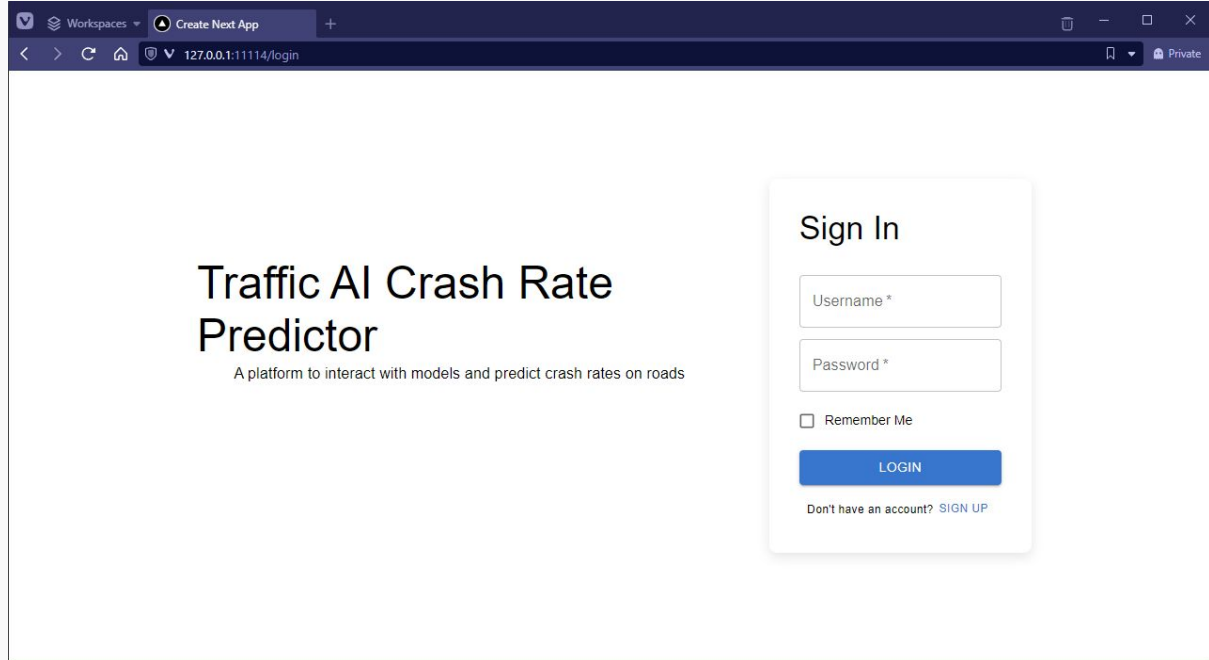 Workspaces
Create Next App
127.0.0.1:11114/login
Private
Traffic AI Crash Rate
Predictor
A platform to interact with models and predict crash rates on roads
Sign In
Username *
Password *
Remember Me
LOGIN
Don't have an account? SIGN UP